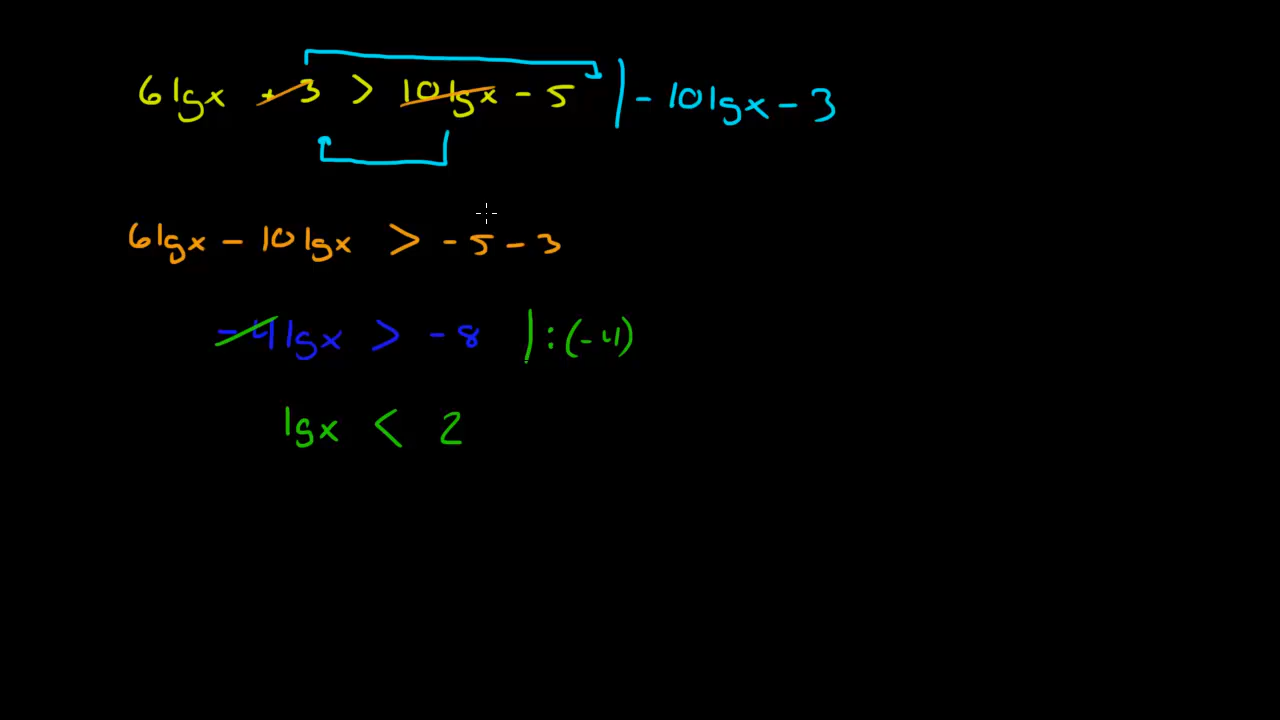 6lgx + 3 > 10lgx - 5 | - 10lgx - 3
6lgx - 10lgx > - 5 - 3
- 4lgx > - 8 | : (- 4)
lgx < 2